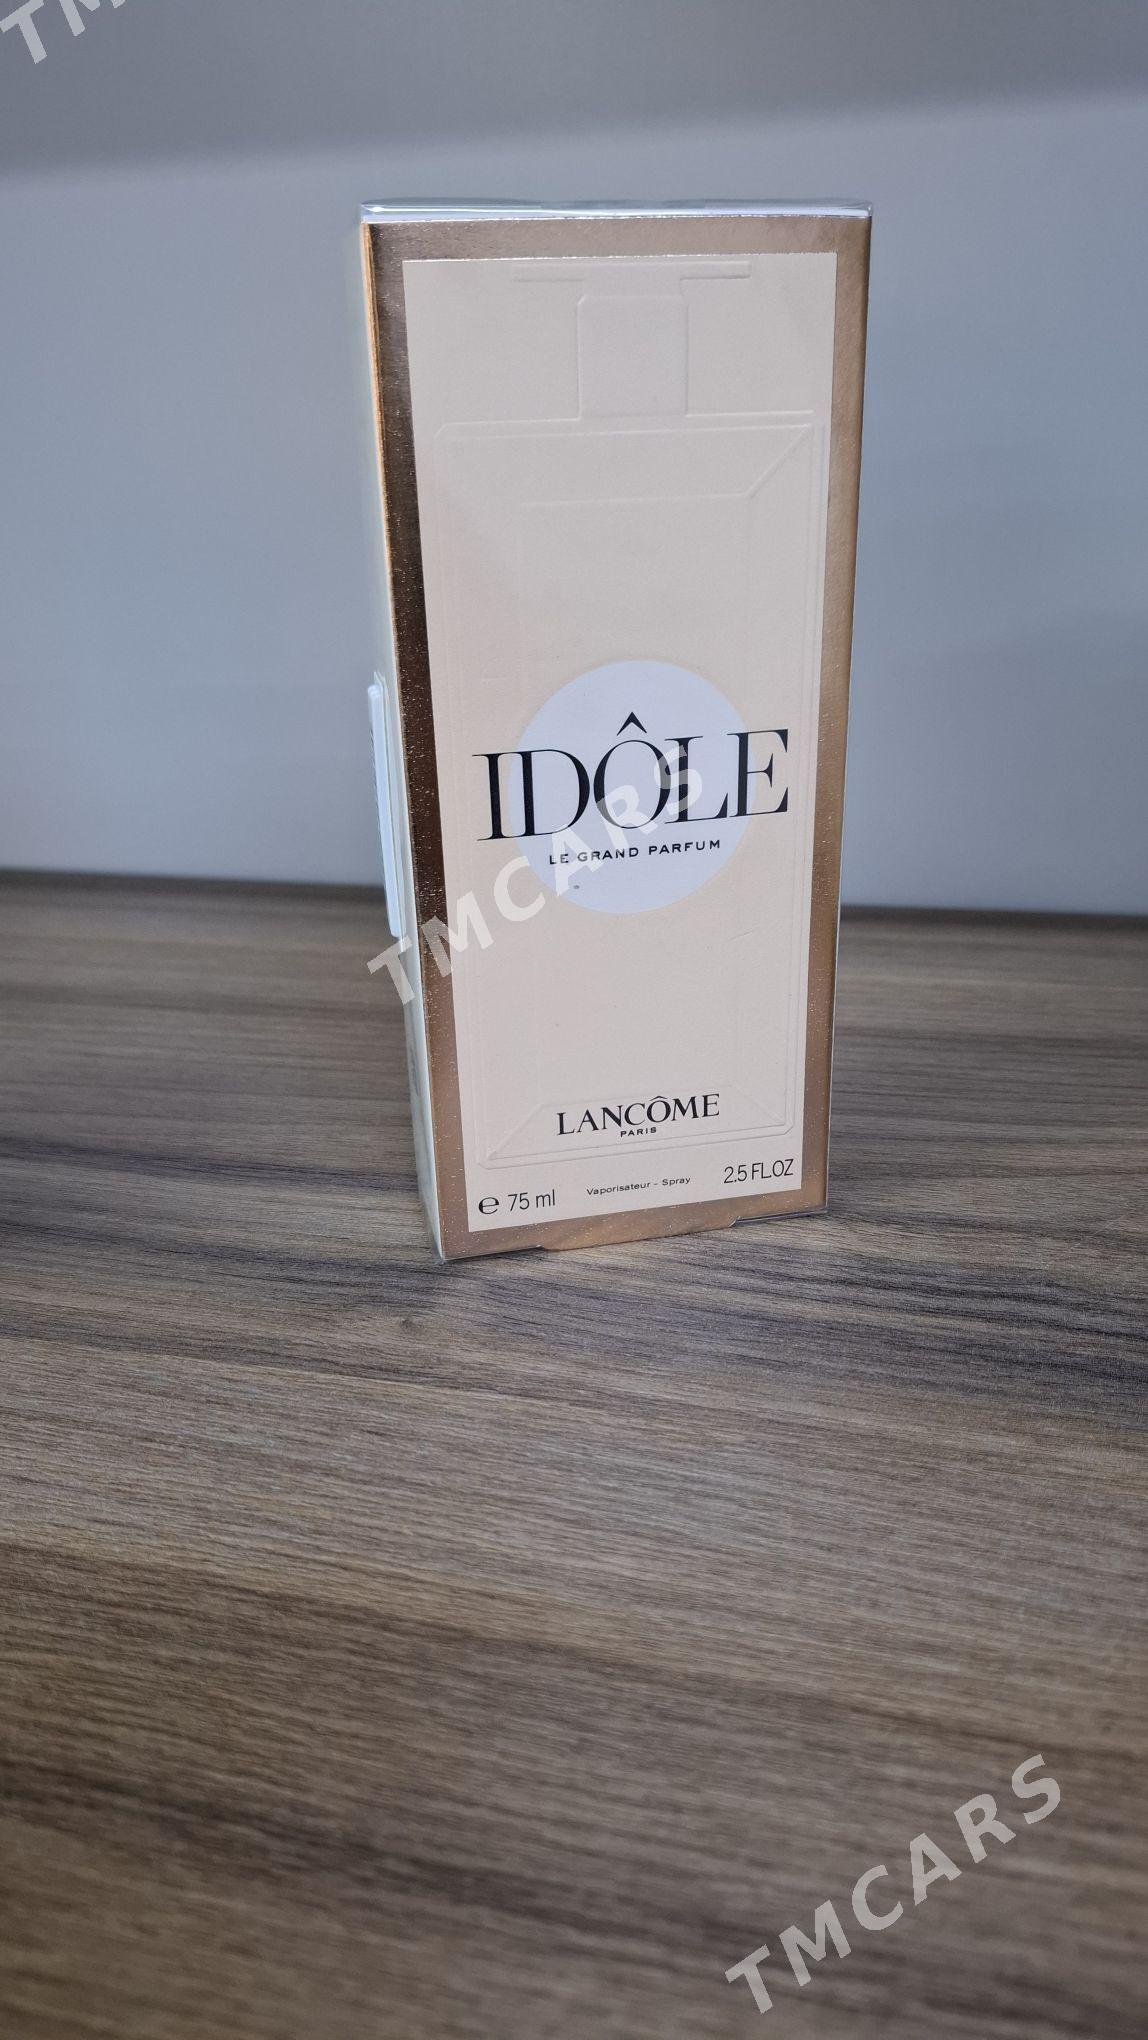 TM
IDÔLE
LE GRAND PARFUM
TMCARS
LANCÔME
PARIS
e 75 ml Vaporisateur - Spray 2.5 FL.OZ
TMCARS